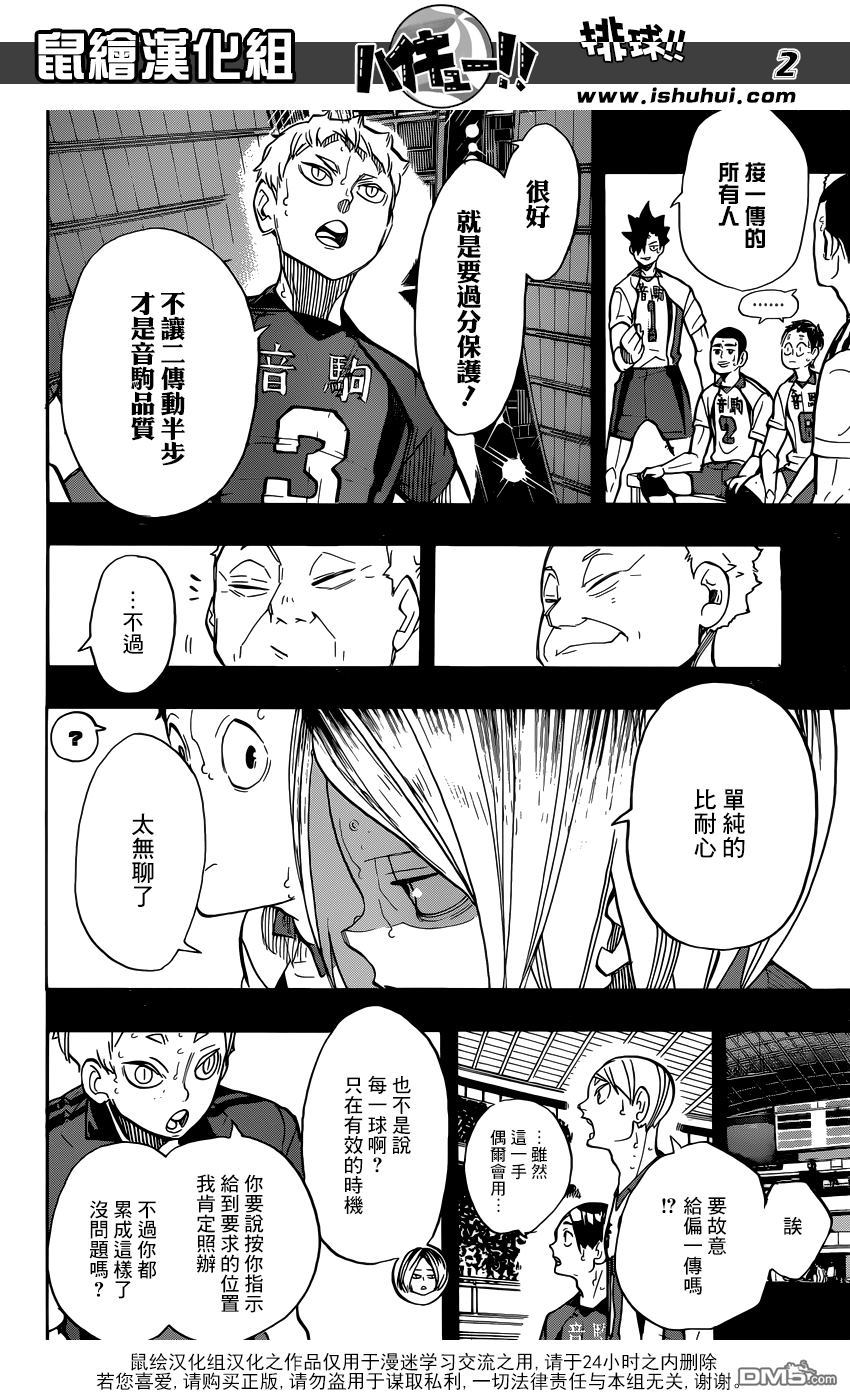 鼠繪漢化組
ハイキュー!!
排球!!
2
www.ishuhui.com
接一傳的
所有人
……
音駒
1
音駒
2
音駒
很好
就是要過分保護!
不讓二傳動半步
才是音駒品質
音駒
3
…不過
單純的
比耐心
?
太無聊了
誒
要故意
給偏一傳嗎
!?
…雖然
這一手
偶爾會用…
音駒
也不是說
每一球啊?
只在有效的時機
你要說按你指示
給到要求的位置
我肯定照辦
不過你都
累成這樣了
沒問題嗎?
鼠绘汉化组汉化之作品仅用于漫迷学习交流之用, 请于24小时之内删除
若您喜爱, 请购买正版, 请勿盗用于谋取私利, 一切法律责任与本组无关, 谢谢。
DM5.com